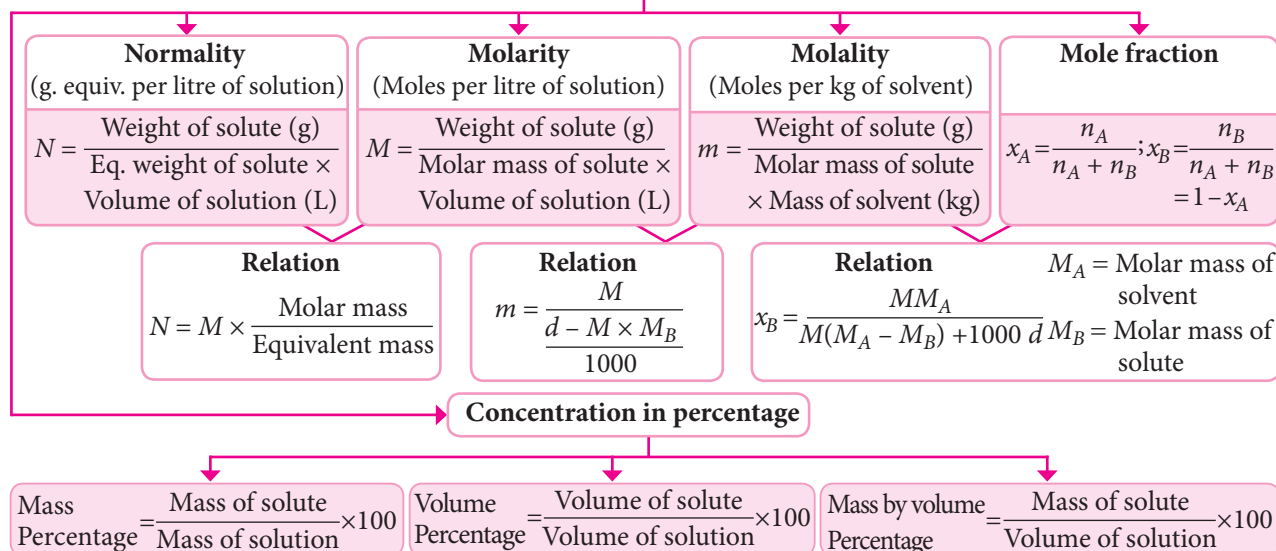 Normality
(g. equiv. per litre of solution)
N = Weight of solute (g) / Eq. weight of solute × Volume of solution (L)
Molarity
(Moles per litre of solution)
M = Weight of solute (g) / Molar mass of solute × Volume of solution (L)
Molality
(Moles per kg of solvent)
m = Weight of solute (g) / Molar mass of solute × Mass of solvent (kg)
Mole fraction
x_A = n_A / n_A + n_B ; x_B = n_B / n_A + n_B
= 1 – x_A
Relation
N = M × Molar mass / Equivalent mass
Relation
m = M / d – M × M_B / 1000
Relation
x_B = MM_A / M(M_A – M_B) + 1000 d
M_A = Molar mass of
solvent
M_B = Molar mass of
solute
Concentration in percentage
Mass Percentage = Mass of solute / Mass of solution × 100
Volume Percentage = Volume of solute / Volume of solution × 100
Mass by volume Percentage = Mass of solute / Volume of solution × 100